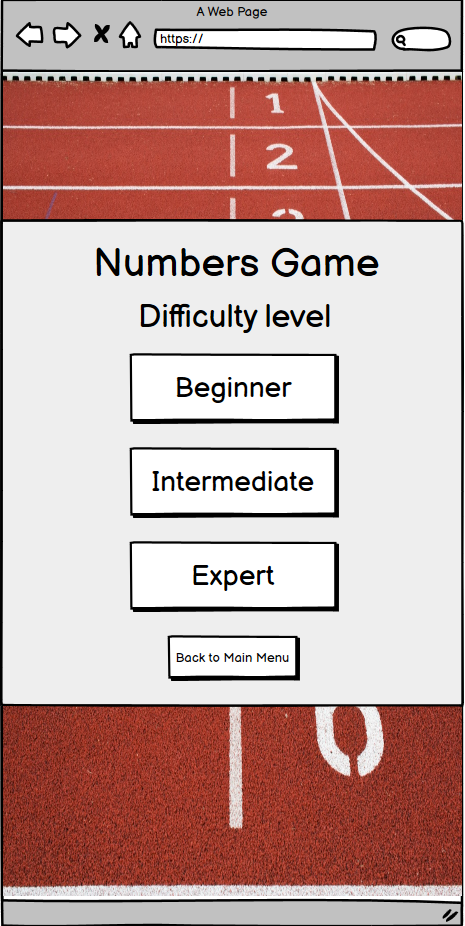 A Web Page
https://
1
2
Numbers Game
Difficulty level
Beginner
Intermediate
Expert
Back to Main Menu